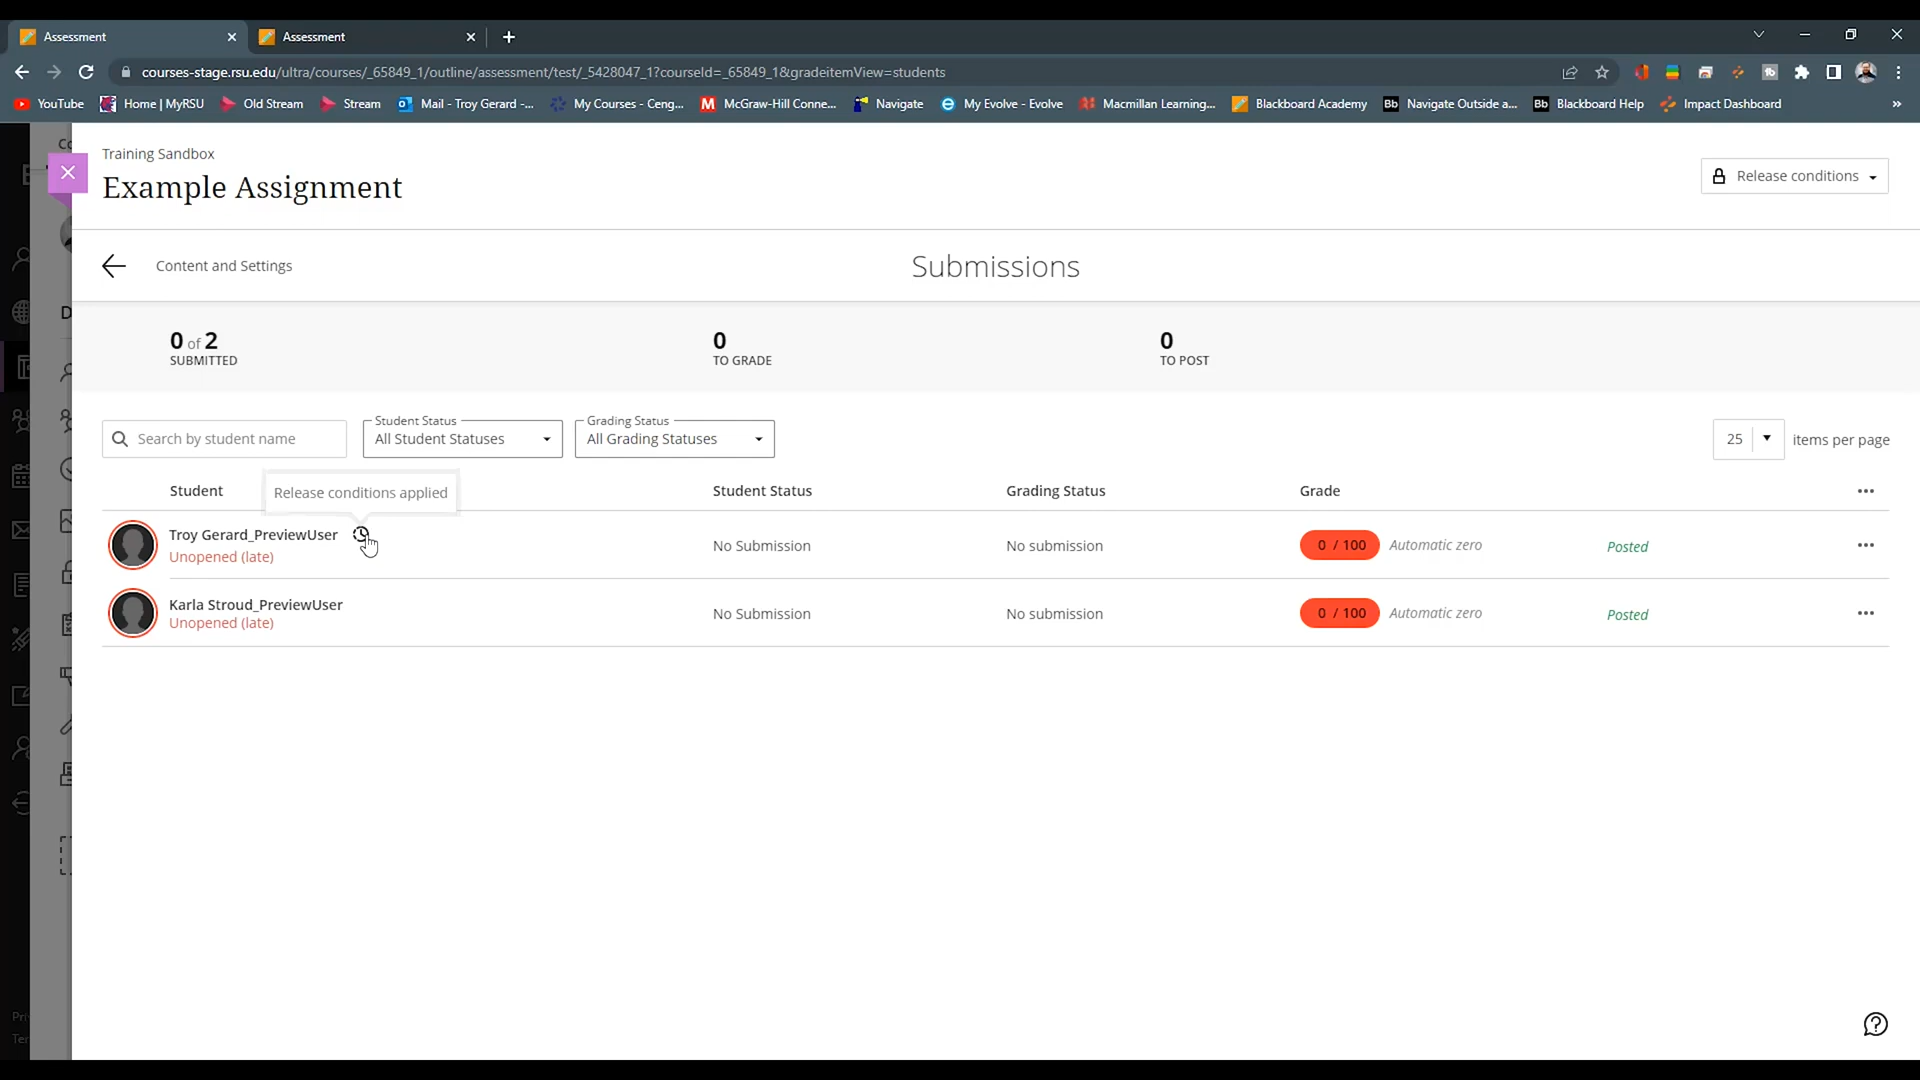 Assessment
Assessment
courses-stage.rsu.edu/ultra/courses/_65849_1/outline/assessment/test/_5428047_1?courseId=_65849_1&gradeitemView=students
YouTube
Home | MyRSU
Old Stream
Stream
Mail - Troy Gerard -...
My Courses - Ceng...
McGraw-Hill Conne...
Navigate
My Evolve - Evolve
Macmillan Learning...
Blackboard Academy
Bb Navigate Outside a...
Bb Blackboard Help
Impact Dashboard
Training Sandbox
Example Assignment
Release conditions
Content and Settings
Submissions
0 of 2
SUBMITTED
0
TO GRADE
0
TO POST
Search by student name
Student Status
All Student Statuses
Grading Status
All Grading Statuses
25 items per page
Student
Release conditions applied
Student Status
Grading Status
Grade
Troy Gerard_PreviewUser
Unopened (late)
No Submission
No submission
0 / 100
Automatic zero
Posted
Karla Stroud_PreviewUser
Unopened (late)
No Submission
No submission
0 / 100
Automatic zero
Posted